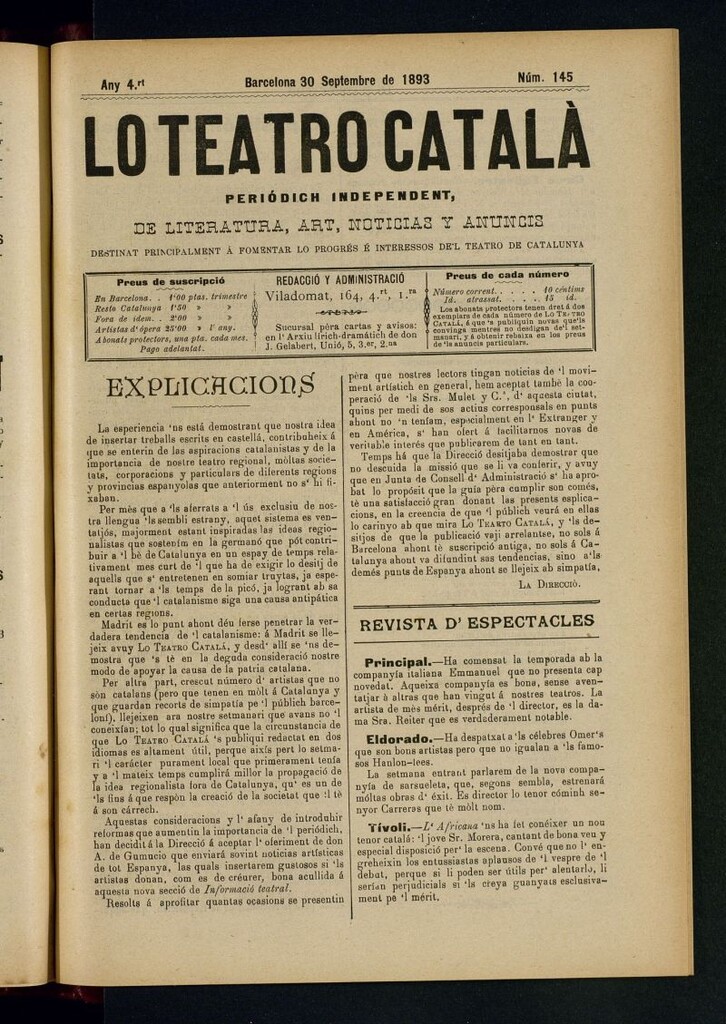 Any 4.rt
Barcelona 30 Septembre de 1893
Núm. 145
LO TEATRO CATALÀ
PERIÓDICH INDEPENDENT,
DE LITERATURA, ART, NOTICIAS Y ANUNCIS
DESTINAT PRINCIPALMENT Á FOMENTAR LO PROGRÉS É INTERESSOS DE'L TEATRO DE CATALUNYA
Preus de suscripció
En Barcelona. . 1'00 ptas. trimestre
Resto Catalunya 1'50 » »
Fora de idem. . 2'00 » »
Artistas d'ópera 25'00 » l' any.
Abonats protectors, una pta. cada mes.
Pago adelantat.
REDACCIÓ Y ADMINISTRACIÓ
Viladomat, 164, 4.rt, 1.ra
Sucursal péra cartas y avisos:
en l'Arxiu lírich-dramátich de don
J. Gelabert, Unió, 5, 3.er, 2.na
Preus de cada número
Número corrent. . . . . 10 céntims
Id. atrassat. . . . . 15 id.
Los abonats protectors tenen dret á dos
exemplars de cada número de LO TEATRO
CATALÁ, á que 's publiquin novas que'ls
convinga mentres no desdigan de'l set-
manari, y á obtenir rebaixa en los preus
de 'ls anuncis particulars.
EXPLICACIONS
La esperiencia 'ns está demostrant que nostra idea
de insertar treballs escrits en castellá, contribuheix á
que se enterin de las aspiracions catalanistas y de la
importancia de nostre teatro regional, móltas socie-
tats, corporacions y particulars de diferents regions
y provincias espanyolas que anteriorment no s' hi fi-
xaban.
Per més que a 'ls aferrats a 'l ús exclusiu de nos-
tra llengua 'ls sembli estrany, aquet sistema es ven-
tatjós, majorment estant inspiradas las ideas regio-
nalistas que sostenim en la germanó que pót contri-
buir a 'l bè de Catalunya en un espay de temps rela-
tivament mes curt de 'l que ha de exigir lo desitj de
aquells que s' entretenen en somiar truytas, ja espe-
rant tornar a 'ls temps de la picó, ja logrant ab sa
conducta que 'l catalanisme siga una causa antipática
en certas regions.
Madrit es lo punt ahont déu ferse penetrar la ver-
dadera tendencia de 'l catalanisme: á Madrit se lle-
jeix avuy LO TEATRO CATALÁ, y desd' allí se 'ns de-
mostra que 's tè en la deguda consideració nostre
modo de apoyar la causa de la patria catalana.
Per altra part, crescut número d' artistas que no
són catalans (pero que tenen en mòlt á Catalunya y
que guardan recorts de simpatía pe 'l públich barce-
loní), llejeixen ara nostre setmanari que avans no 'l
coneixían; tot lo qual significa que la circunstancia de
que LO TEATRO CATALÁ 's publiqui redactat en dos
idiomas es altament útil, perque aixís pert lo setma-
ri 'l carácter purament local que primerament tenía
y a 'l mateix temps cumplirá millor la propagació de
la idea regionalista fora de Catalunya, qu' es un de
'ls fins á que respòn la creació de la societat que 'l tè
á son cárrech.
Aquestas consideracions y l' afany de introduhir
reformas que aumentin la importancia de 'l periódich,
han decidit á la Direcció á aceptar l' oferiment de don
A. de Gumucio que enviará sovint noticias artísticas
de tot Espanya, las quals insertarem gustosos si 'ls
artistas donan, com es de créurer, bona acullida á
aquesta nova secció de Informació teatral.
Resolts á aprofitar quantas ocasions se presentin
péra que nostres lectors tingan noticias de 'l movi-
ment artístich en general, hem aceptat també la co-
operació de 'ls Srs. Mulet y C.ª, d' aquesta ciutat,
quins per medi de sos actius corresponsals en punts
ahont no 'n teníam, especialment en l' Extranger y
en América, s' han ofert á facilitarnos novas de
veritable interés que publicarem de tant en tant.
Temps há que la Direcció desitjaba demostrar que
no descuida la missió que se li va conferir, y avuy
que en Junta de Consell d' Administració s' ha apro-
bat lo propósit que la guía péra cumplir son comés,
té una satisfacció gran donant las presents esplica-
cions, en la creencia de que 'l públich veurá en ellas
lo carinyo ab que mira LO TEARTO CATALÁ, y 'ls de-
sitjos de que la publicació vaji arrelantse, no sols á
Barcelona ahont té suscripció antiga, no sols á Ca-
talunya ahont va difundint sas tendencias, sino a'ls
demés punts de Espanya ahont se llejeix ab simpatía,
LA DIRECCIÓ.
REVISTA D' ESPECTACLES
Principal.—Ha comensat la temporada ab la
companyía italiana Emmanuel que no presenta cap
novedat. Aqueixa companyía es bona, sense aven-
tatjar á altras que han vingut á nostres teatros. La
artista de més mérit, després de 'l director, es la da-
ma Sra. Reiter que es verdaderament notable.
Eldorado.—Ha despatxat a 'ls célebres Omer's
que son bons artistas pero que no igualan a 'ls famo-
sos Hanlon-lees.
La semana entrant parlarem de la nova compa-
nyía de sarsueleta, que, segons sembla, estrenará
móltas obras d' éxit. Es director lo tenor cómich se-
nyor Carreras que té mòlt nom.
Tívoli.—L' Africana 'ns ha fet conéixer un nou
tenor catalá: 'l jove Sr. Morera, cantant de bona veu y
especial disposició per la escena. Convé que no l' en-
greheixin los entussiastas aplausos de 'l vespre de 'l
debut, perque si li poden ser útils per' alentarlo, li
serían perjudicials si 'ls creya guanyats esclusiva-
ment pe 'l mérit.